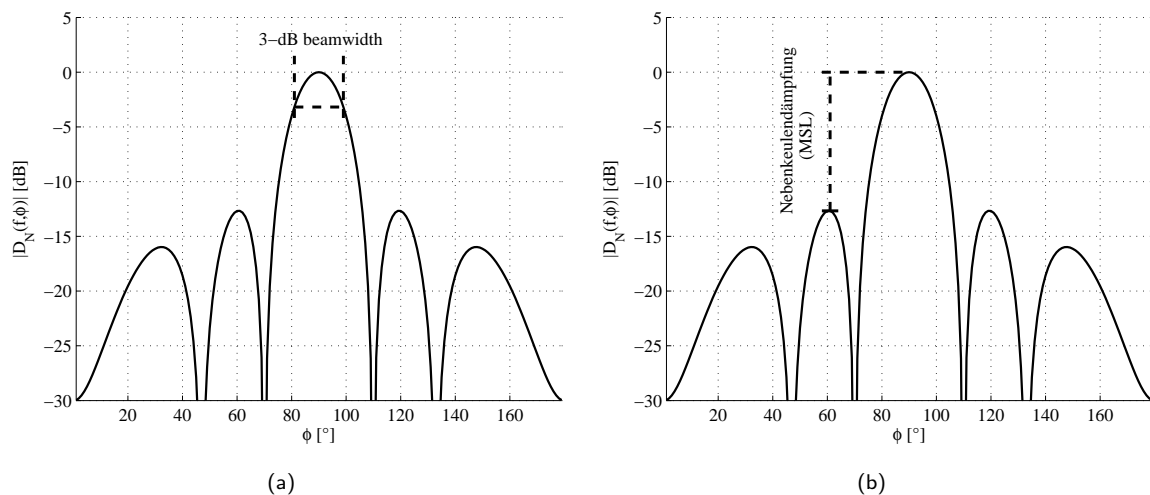 3−dB beamwidth
5
0
−5
−10
−15
−20
−25
−30
20 40 60 80 100 120 140 160
|D_N(f,ϕ)| [dB]
ϕ [°]
(a)
Nebenkeulendämpfung
(MSL)
5
0
−5
−10
−15
−20
−25
−30
20 40 60 80 100 120 140 160
|D_N(f,ϕ)| [dB]
ϕ [°]
(b)